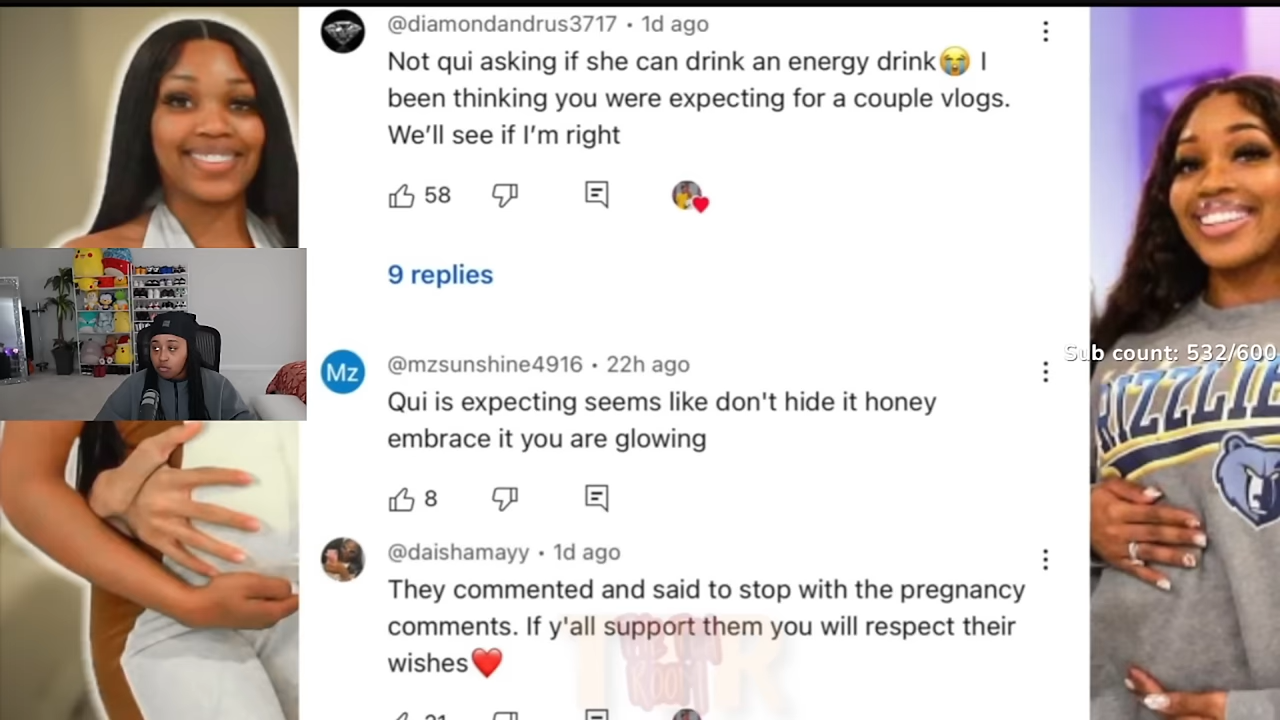 @diamondandrus3717 • 1d ago
Not qui asking if she can drink an energy drink😭 I
been thinking you were expecting for a couple vlogs.
We'll see if I'm right
58
9 replies
Mz
@mzsunshine4916 • 22h ago
Qui is expecting seems like don't hide it honey
embrace it you are glowing
8
@daishamayy • 1d ago
They commented and said to stop with the pregnancy
comments. If y'all support them you will respect their
wishes❤️
Sub count: 532/600